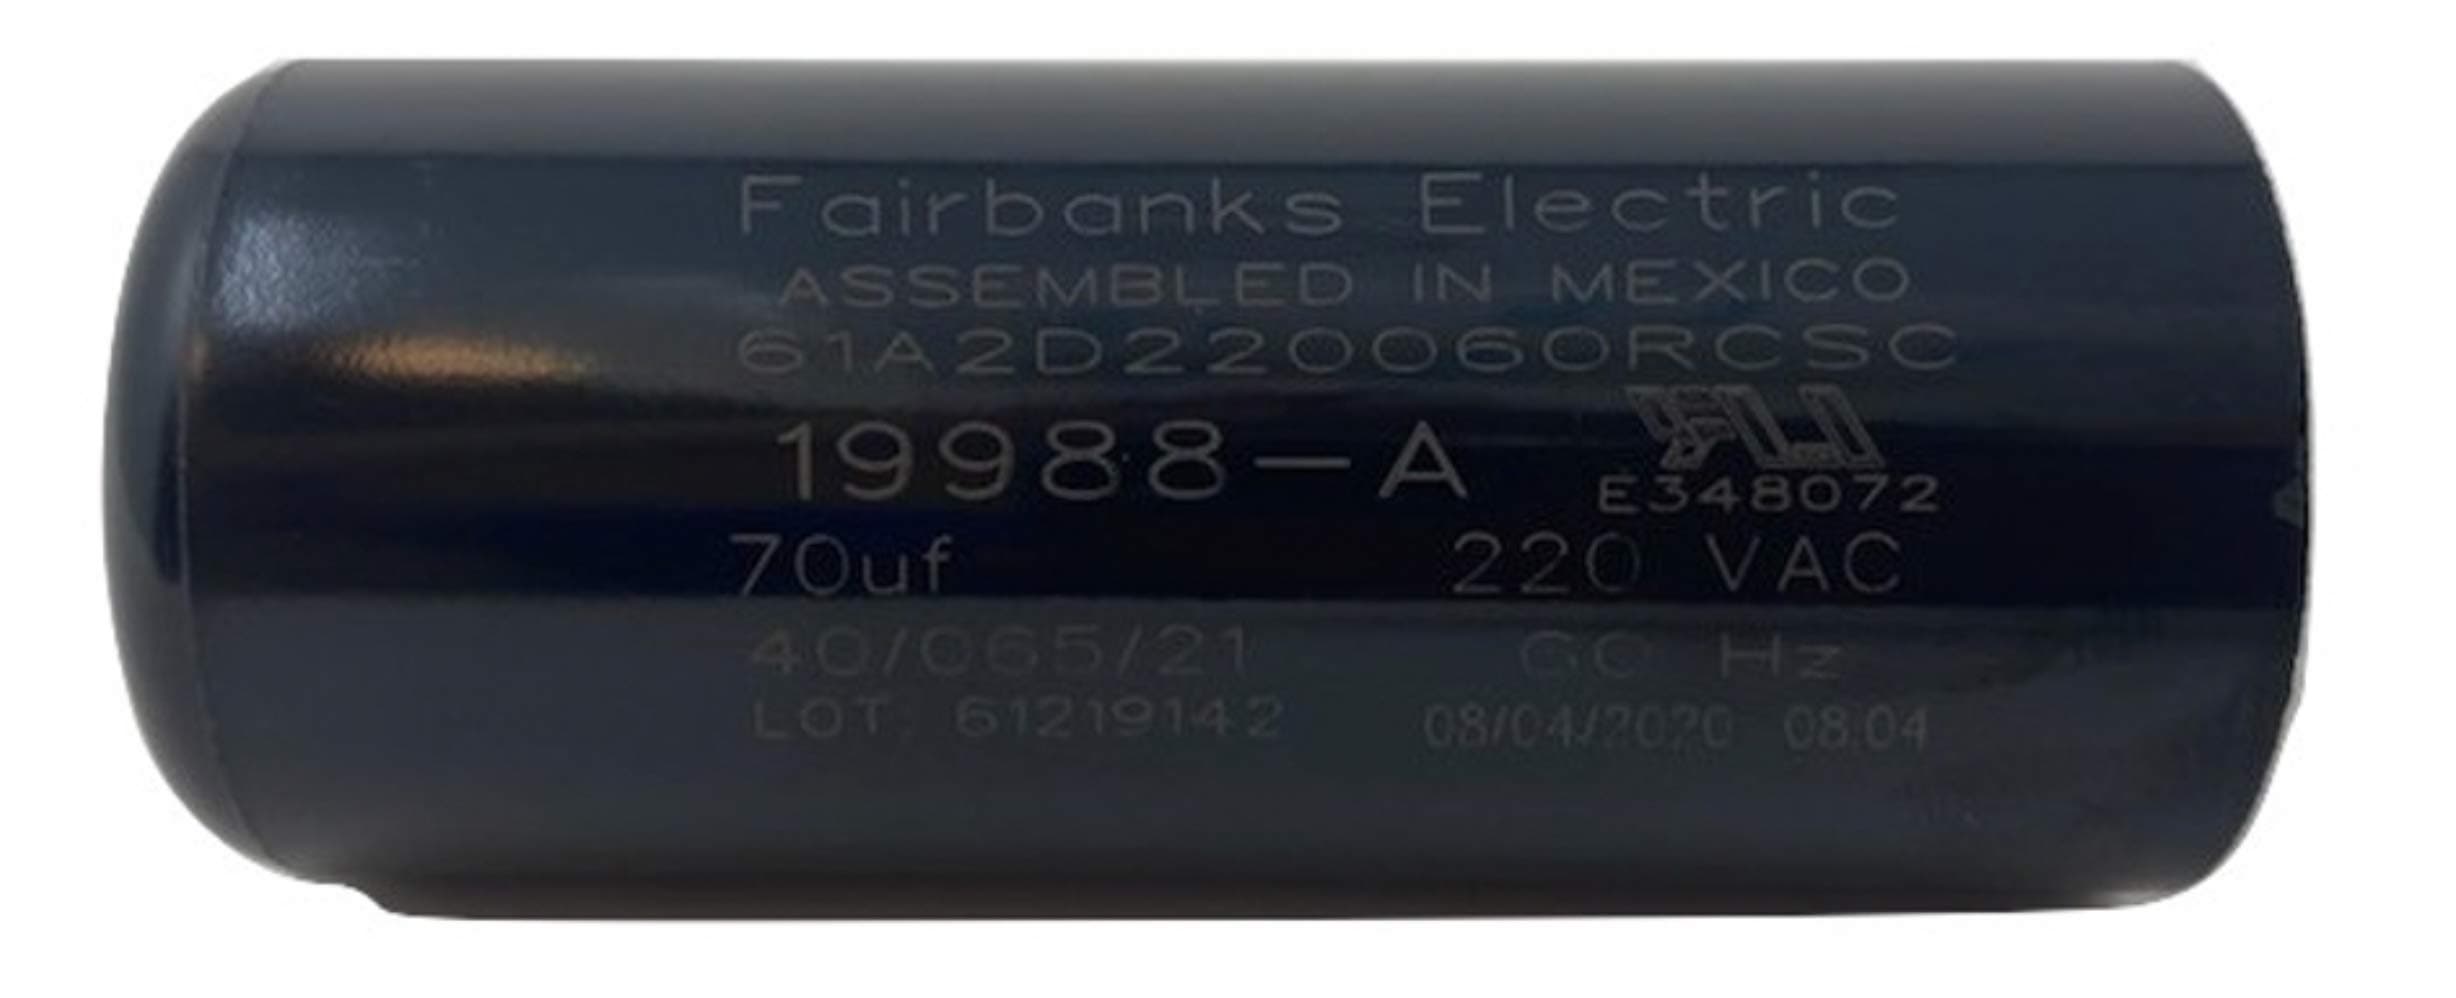 Fairbanks Electric
ASSEMBLED IN MEXICO
61A2D220060RCSC
19988-A
E348072
70uf 220 VAC
40/065/21 60 Hz
LOT: 61219142 08/04/2020 08:04